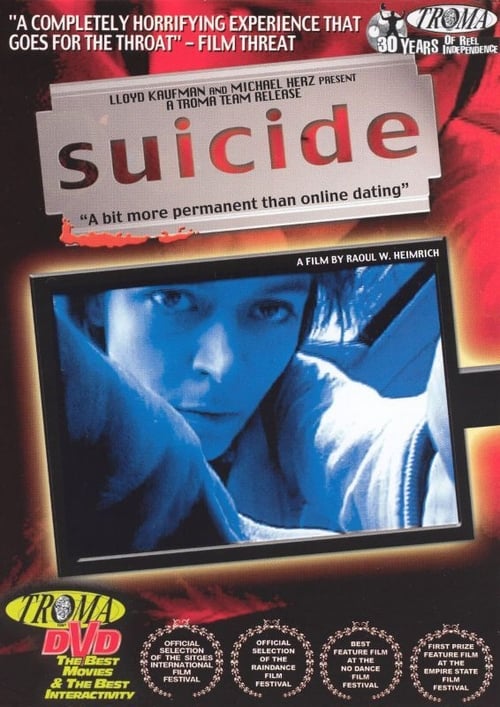 "A COMPLETELY HORRIFYING EXPERIENCE THAT
GOES FOR THE THROAT" – FILM THREAT
TROMA
30 YEARS OF REEL INDEPENDENCE
LLOYD KAUFMAN AND MICHAEL HERZ PRESENT
A TROMA TEAM RELEASE
suicide
"A bit more permanent than online dating"
A FILM BY RAOUL W. HEIMRICH
TROMA
DVD
THE BEST
MOVIES
& THE BEST
INTERACTIVITY
OFFICIAL
SELECTION
OF THE SITGES
INTERNATIONAL
FILM
FESTIVAL
OFFICIAL
SELECTION
OF THE
RAINDANCE
FILM
FESTIVAL
BEST
FEATURE FILM
AT THE
NO DANCE
FILM
FESTIVAL
FIRST PRIZE
FEATURE FILM
AT THE
EMPIRE STATE
FILM
FESTIVAL